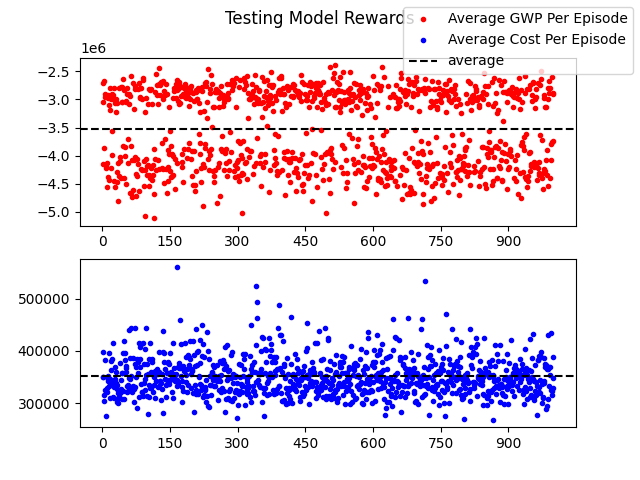 Testing Model Rewards
Average GWP Per Episode
Average Cost Per Episode
average
1e6
−2.5
−3.0
−3.5
−4.0
−4.5
−5.0
0 150 300 450 600 750 900
500000
400000
300000
0 150 300 450 600 750 900